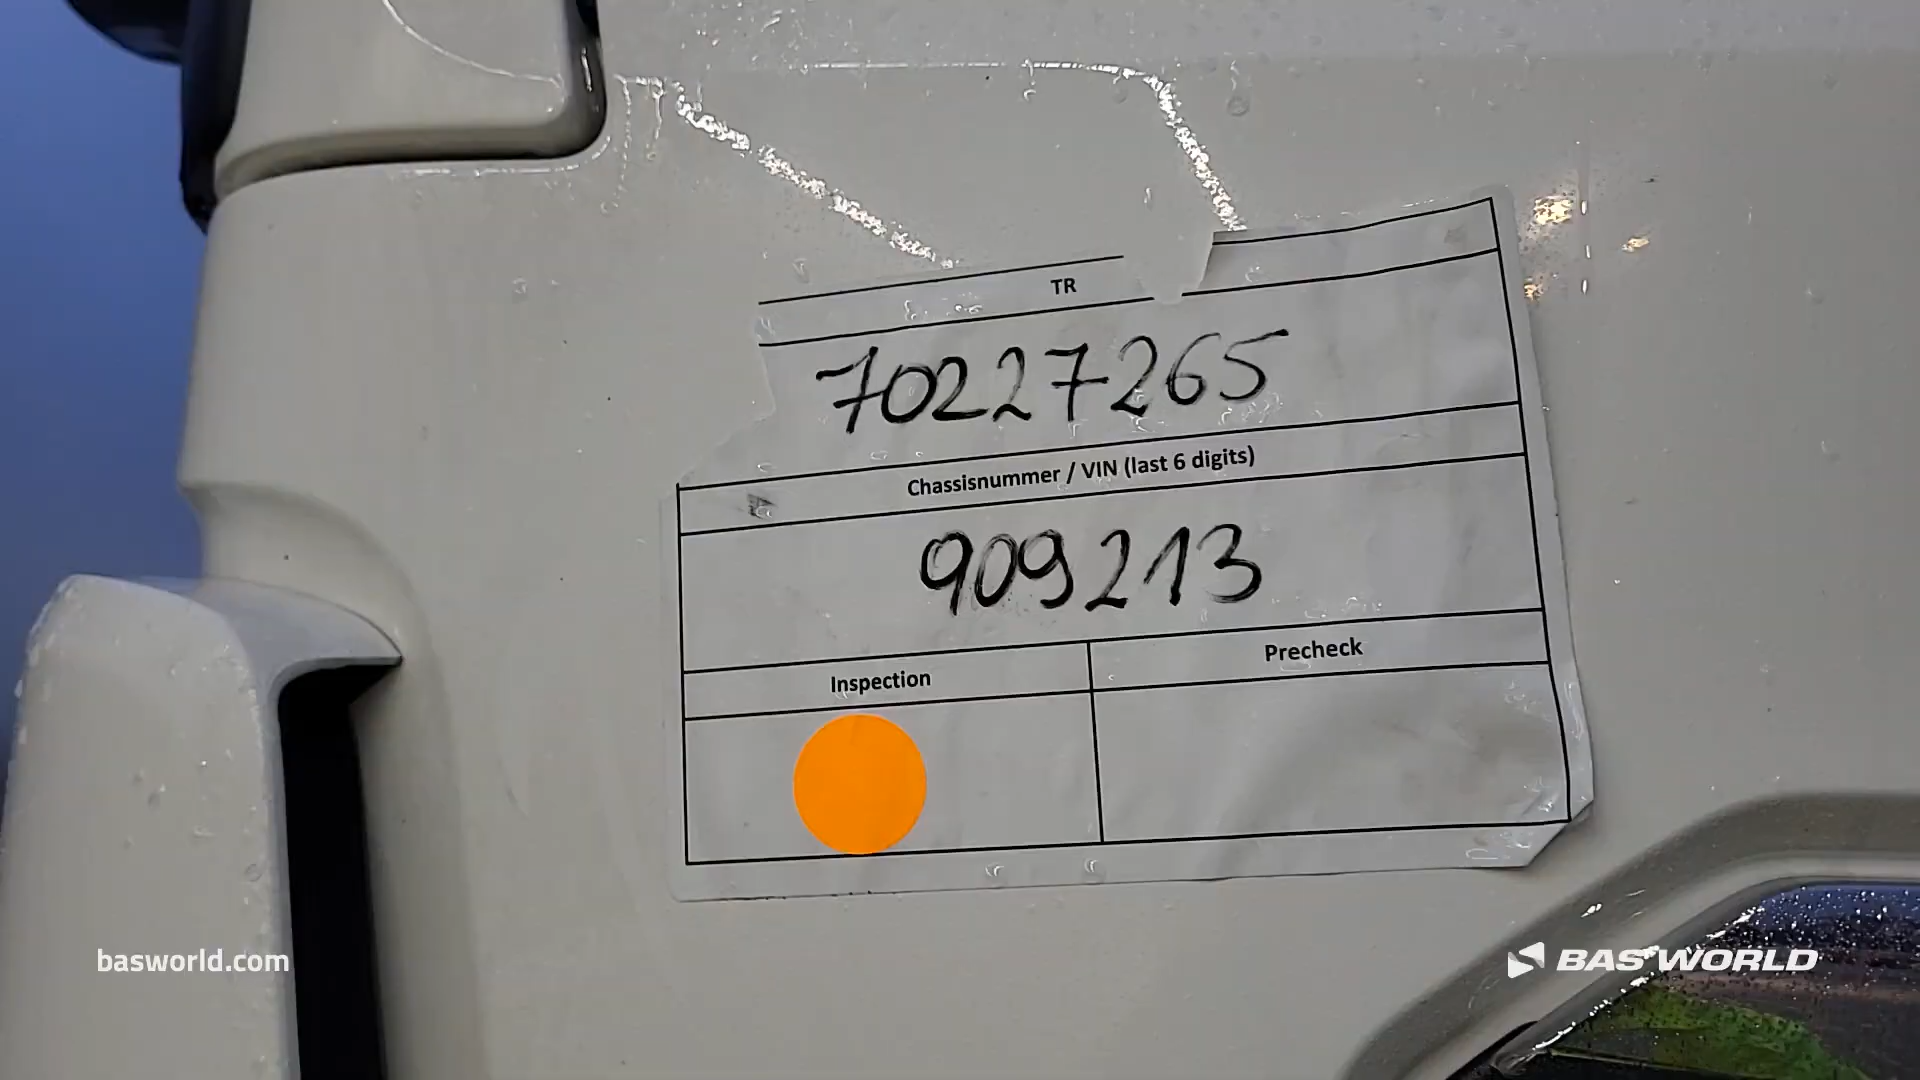 TR
70227265
Chassisnummer / VIN (last 6 digits)
909213
Inspection
Precheck
basworld.com
BAS WORLD